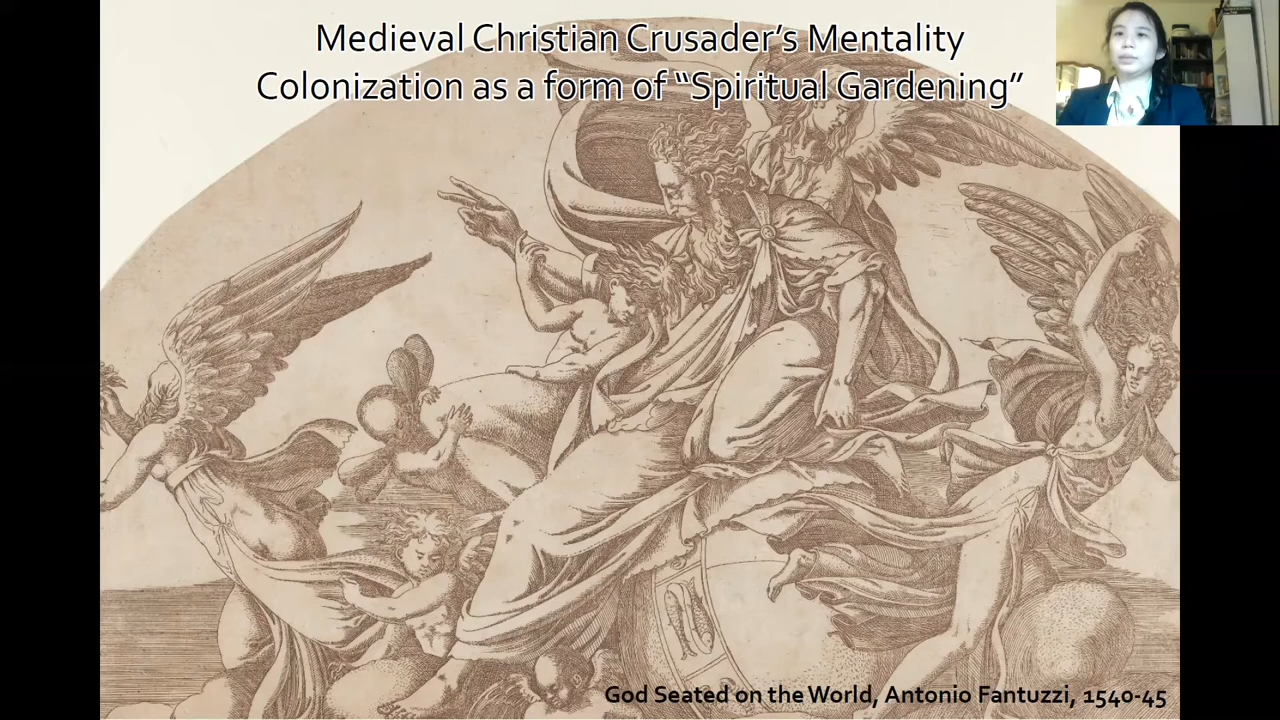 Medieval Christian Crusader's Mentality
Colonization as a form of “Spiritual Gardening”
God Seated on the World, Antonio Fantuzzi, 1540-45